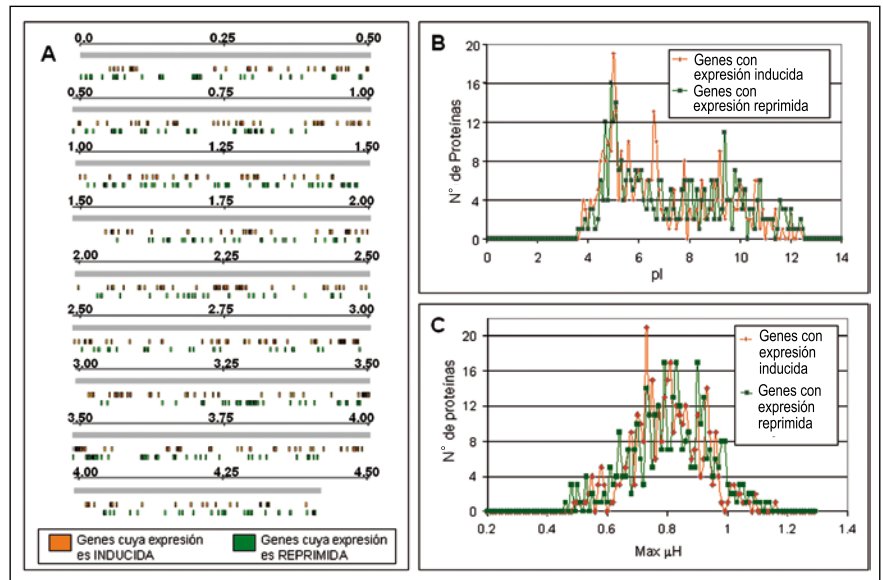 A
0,0 0,25 0,50
0,50 0,75 1,00
1,00 1,25 1,50
1,50 1,75 2,00
2,00 2,25 2,50
2,50 2,75 3,00
3,00 3,25 3,50
3,50 3,75 4,00
4,00 4,25 4,50
Genes cuya expresión
es INDUCIDA
Genes cuya expresión
es REPRIMIDA
B
N° de Proteínas
20
16
12
8
4
0
0 2 4 6 8 10 12 14
pI
Genes con
expresión inducida
Genes con
expresión reprimida
C
N° de proteínas
20
16
12
8
4
0
0.2 0.4 0.6 0.8 1 1.2 1.4
Max µH
Genes con
expresión
inducida
Genes con
expresión
reprimida